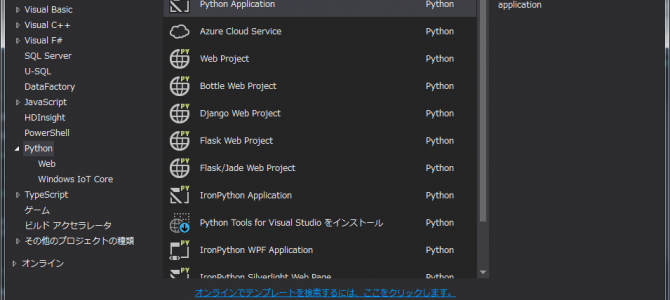 Visual Basic
Visual C++
Visual F#
SQL Server
U-SQL
DataFactory
JavaScript
HDInsight
PowerShell
Python
Web
Windows IoT Core
TypeScript
ゲーム
ビルド アクセラレータ
その他のプロジェクトの種類
オンライン
Python Application Python
Azure Cloud Service Python
Web Project Python
Bottle Web Project Python
Django Web Project Python
Flask Web Project Python
Flask/Jade Web Project Python
IronPython Application Python
Python Tools for Visual Studio をインストール Python
IronPython WPF Application Python
IronPython Silverlight Web Page Python
オンラインでテンプレートを検索するには、ここをクリックします。
application